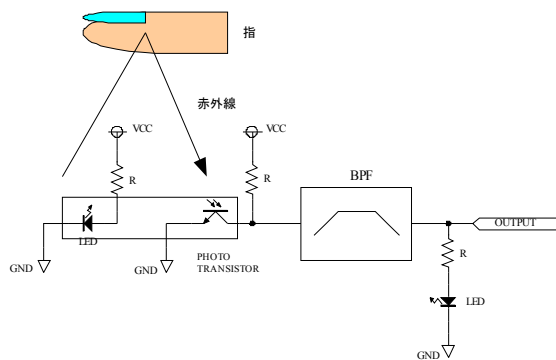 指
赤外線
VCC
VCC
R
R
BPF
LED
PHOTO
TRANSISTOR
GND
GND
OUTPUT
R
LED
GND